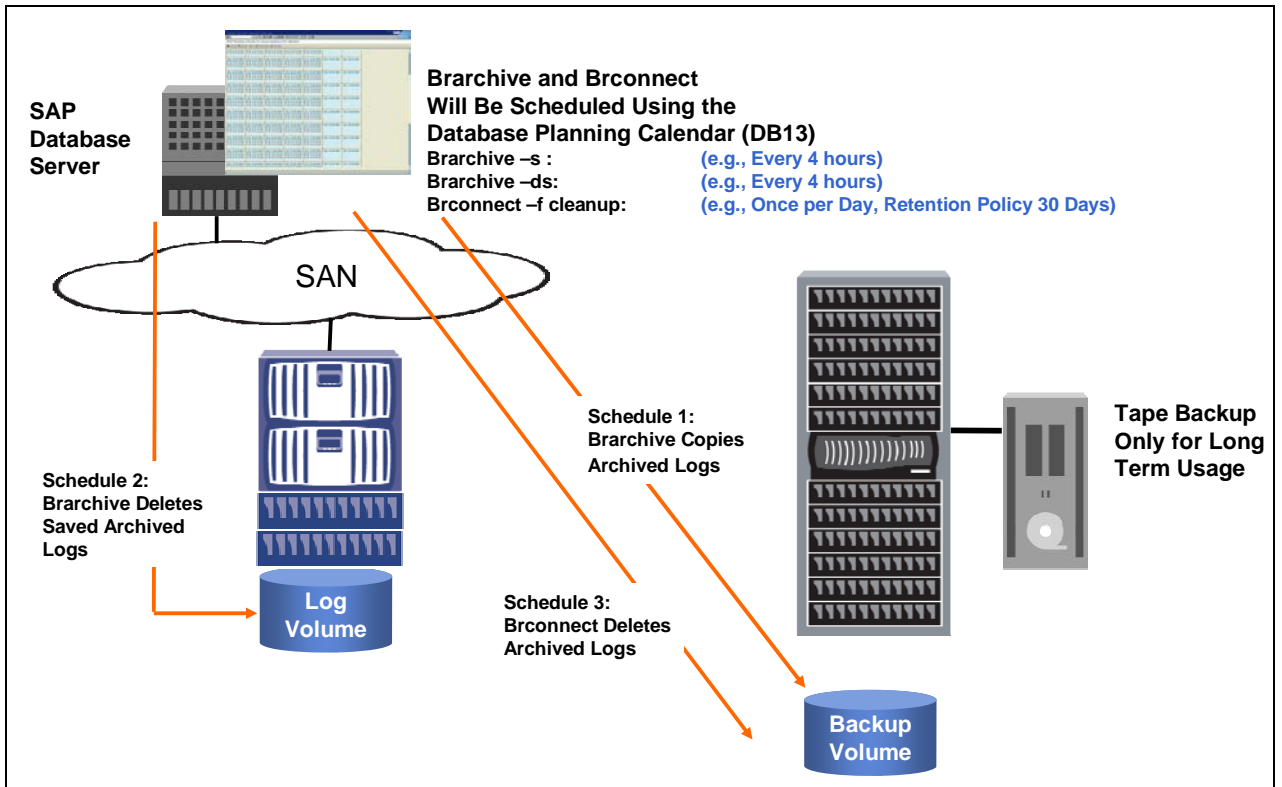 SAP
Database
Server
Brarchive and Brconnect
Will Be Scheduled Using the
Database Planning Calendar (DB13)
Brarchive –s : (e.g., Every 4 hours)
Brarchive –ds: (e.g., Every 4 hours)
Brconnect –f cleanup: (e.g., Once per Day, Retention Policy 30 Days)
SAN
Schedule 1:
Brarchive Copies
Archived Logs
Tape Backup
Only for Long
Term Usage
Schedule 2:
Brarchive Deletes
Saved Archived
Logs
Log
Volume
Schedule 3:
Brconnect Deletes
Archived Logs
Backup
Volume